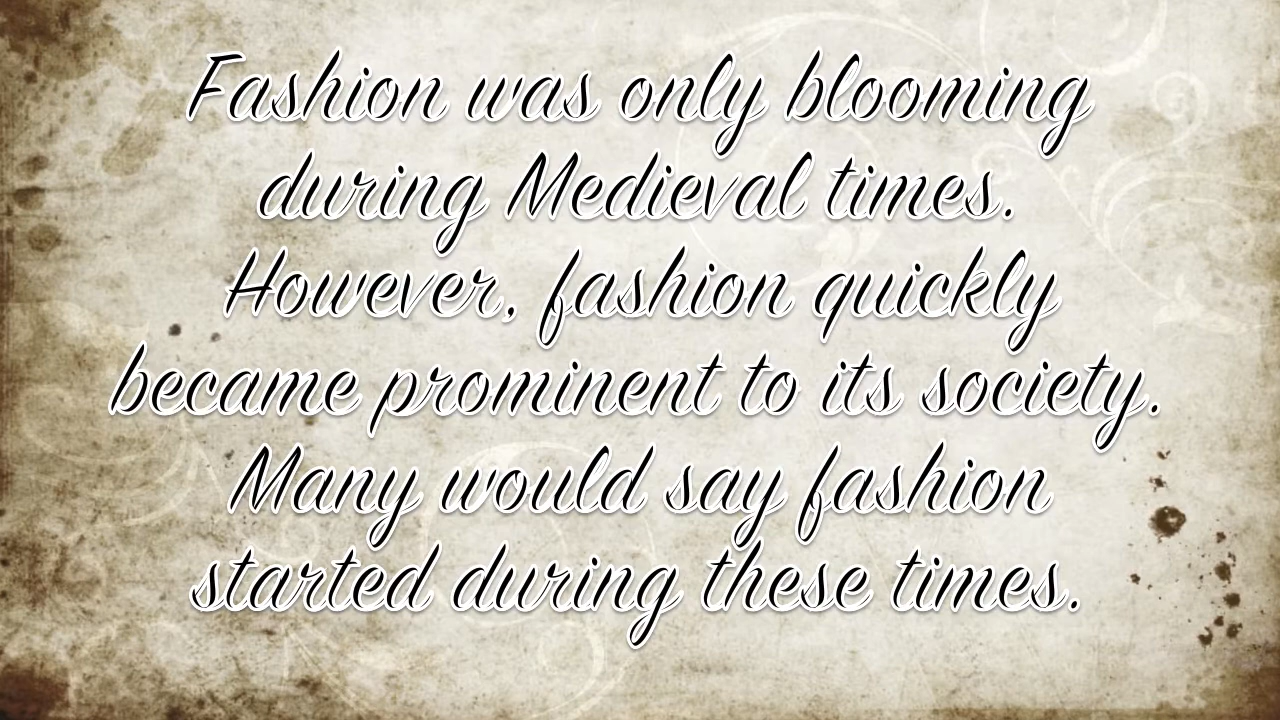 Fashion was only blooming
during Medieval times.
However, fashion quickly
became prominent to its society.
Many would say fashion
started during these times.